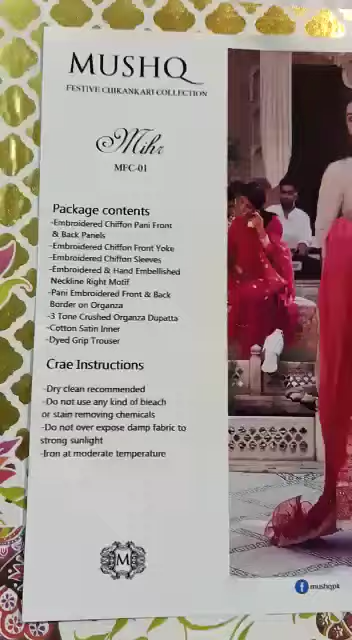 MUSHQ
FESTIVE CHIKANKARI COLLECTION
Mihr
MFC-01
Package contents
-Embroidered Chiffon Pani Front
& Back Panels
-Embroidered Chiffon Front Yoke
-Embroidered Chiffon Sleeves
-Embroidered & Hand Embellished
Neckline Right Motif
-Pani Embroidered Front & Back
Border on Organza
-3 Tone Crushed Organza Dupatta
-Cotton Satin Inner
-Dyed Grip Trouser
Crae Instructions
-Dry clean recommended
-Do not use any kind of bleach
or stain removing chemicals
-Do not over expose damp fabric to
strong sunlight
-Iron at moderate temperature
M
f mushqpk